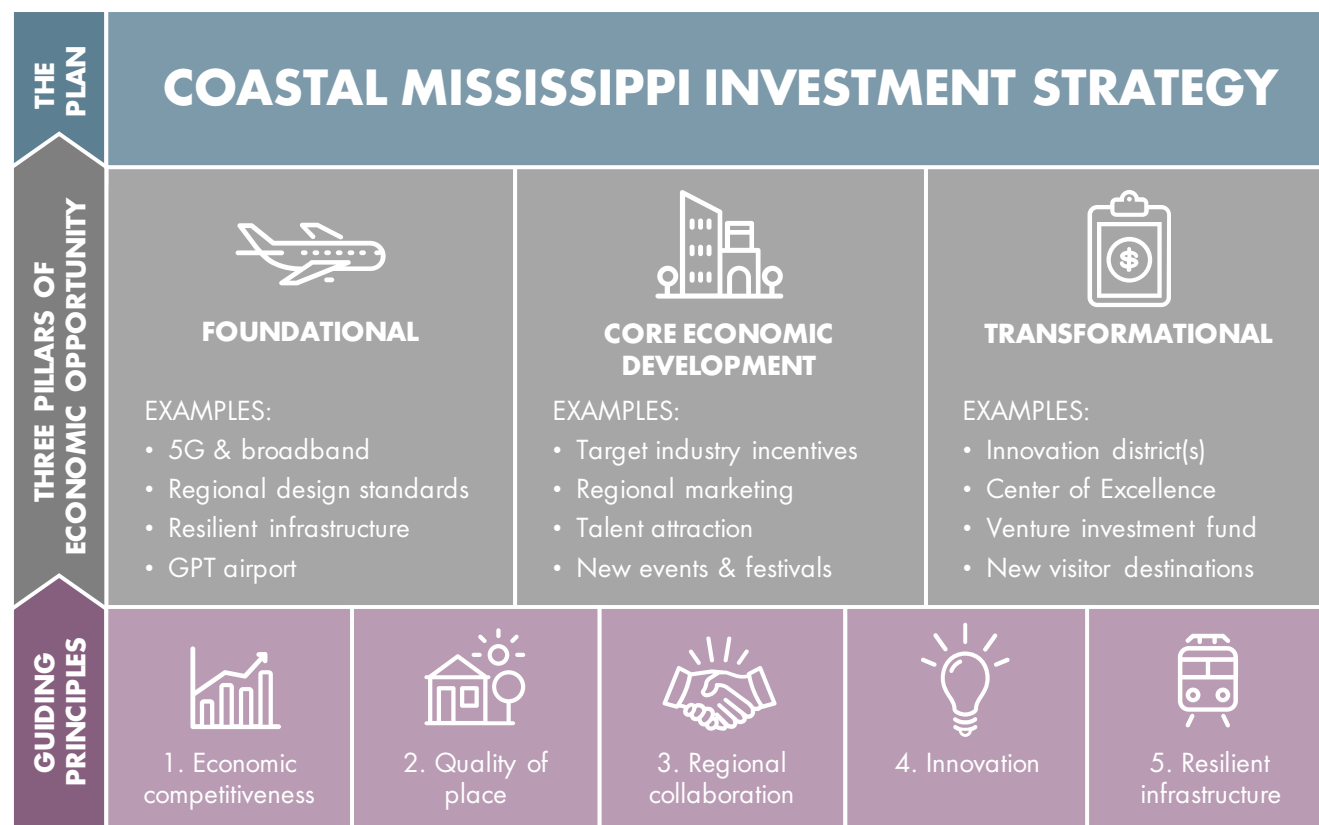 THE
PLAN
COASTAL MISSISSIPPI INVESTMENT STRATEGY
THREE PILLARS OF
ECONOMIC OPPORTUNITY
FOUNDATIONAL
EXAMPLES:
• 5G & broadband
• Regional design standards
• Resilient infrastructure
• GPT airport
CORE ECONOMIC
DEVELOPMENT
EXAMPLES:
• Target industry incentives
• Regional marketing
• Talent attraction
• New events & festivals
$
TRANSFORMATIONAL
EXAMPLES:
• Innovation district(s)
• Center of Excellence
• Venture investment fund
• New visitor destinations
GUIDING
PRINCIPLES
1. Economic
competitiveness
2. Quality of
place
3. Regional
collaboration
4. Innovation
5. Resilient
infrastructure